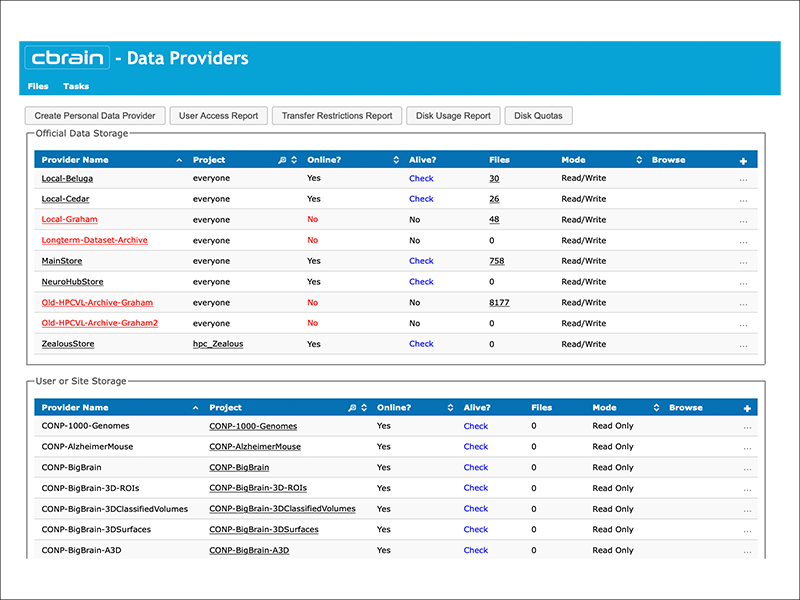 cbrain - Data Providers
Files Tasks
Create Personal Data Provider User Access Report Transfer Restrictions Report Disk Usage Report Disk Quotas
Official Data Storage
Provider Name Project Online? Alive? Files Mode Browse +
Local-Beluga everyone Yes Check 30 Read/Write ...
Local-Cedar everyone Yes Check 26 Read/Write ...
Local-Graham everyone No No 48 Read/Write ...
Longterm-Dataset-Archive everyone No No 0 Read/Write ...
MainStore everyone Yes Check 758 Read/Write ...
NeuroHubStore everyone Yes Check 0 Read/Write ...
Old-HPCVL-Archive-Graham everyone No No 8177 Read/Write ...
Old-HPCVL-Archive-Graham2 everyone No No 0 Read/Write ...
ZealousStore hpc_Zealous Yes Check 0 Read/Write ...
User or Site Storage
Provider Name Project Online? Alive? Files Mode Browse +
CONP-1000-Genomes CONP-1000-Genomes Yes Check 0 Read Only ...
CONP-AlzheimerMouse CONP-AlzheimerMouse Yes Check 0 Read Only ...
CONP-BigBrain CONP-BigBrain Yes Check 0 Read Only ...
CONP-BigBrain-3D-ROIs CONP-BigBrain-3D-ROIs Yes Check 0 Read Only ...
CONP-BigBrain-3DClassifiedVolumes CONP-BigBrain-3DClassifiedVolumes Yes Check 0 Read Only ...
CONP-BigBrain-3DSurfaces CONP-BigBrain-3DSurfaces Yes Check 0 Read Only ...
CONP-BigBrain-A3D CONP-BigBrain-A3D Yes Check 0 Read Only ...